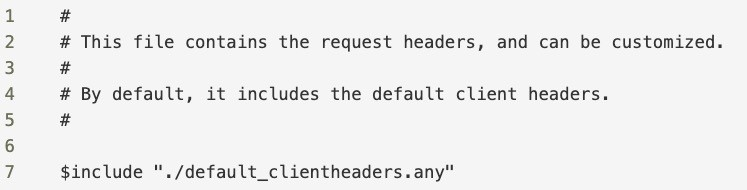 1 #
2 # This file contains the request headers, and can be customized.
3 #
4 # By default, it includes the default client headers.
5 #
6
7 $include "./default_clientheaders.any"